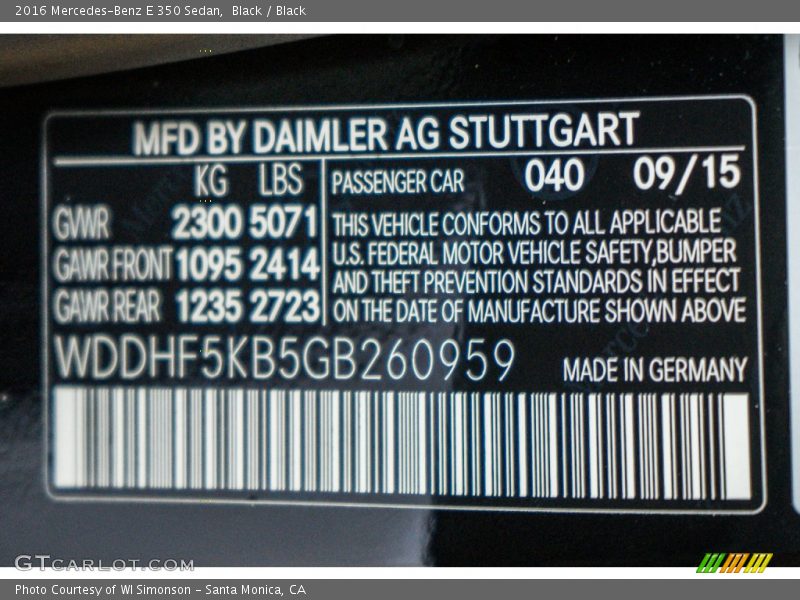 2016 Mercedes-Benz E 350 Sedan, Black / Black
MFD BY DAIMLER AG STUTTGART
KG LBS
GWR 2300 5071
GAWR FRONT 1095 2414
GAWR REAR 1235 2723
PASSENGER CAR 040 09/15
THIS VEHICLE CONFORMS TO ALL APPLICABLE
U.S. FEDERAL MOTOR VEHICLE SAFETY,BUMPER
AND THEFT PREVENTION STANDARDS IN EFFECT
ON THE DATE OF MANUFACTURE SHOWN ABOVE
WDDHF5KB5GB260959
MADE IN GERMANY
GTCARLOT.COM
Photo Courtesy of WI Simonson - Santa Monica, CA